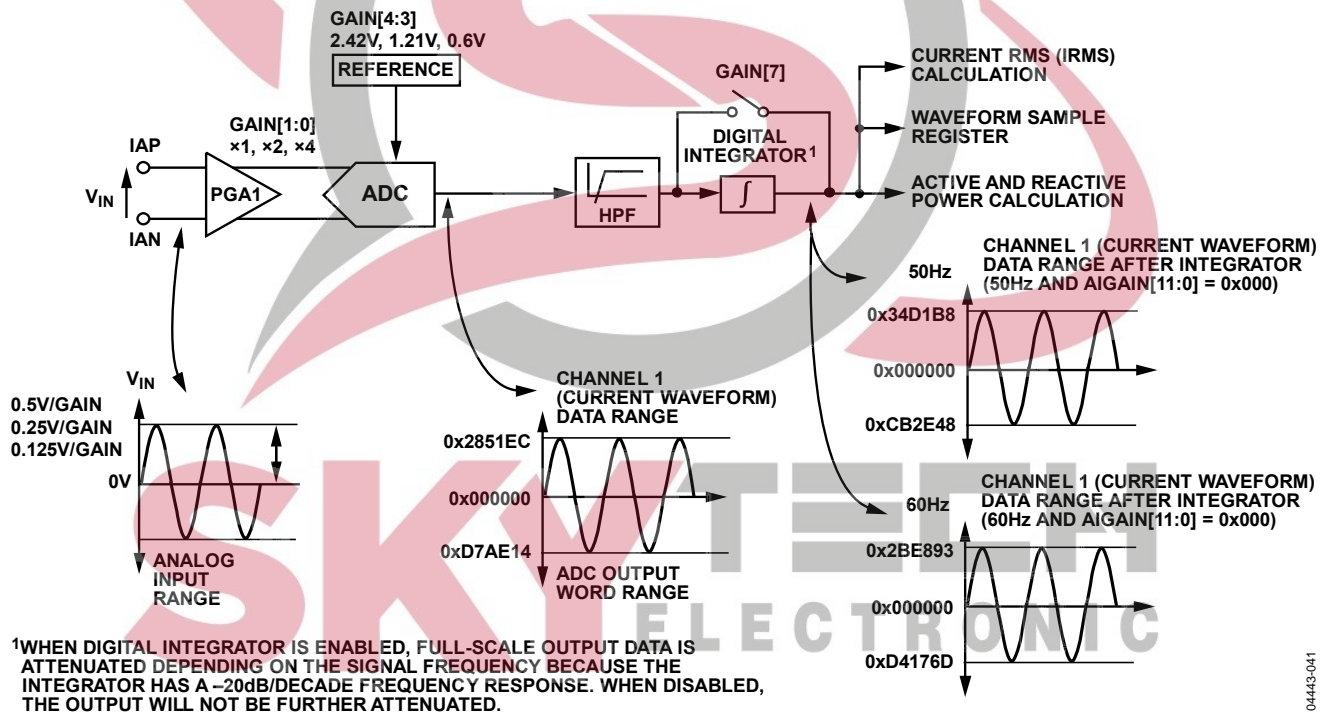 GAIN[4:3]
2.42V, 1.21V, 0.6V
REFERENCE
GAIN[7]
CURRENT RMS (IRMS)
CALCULATION
GAIN[1:0]
×1, ×2, ×4
DIGITAL
INTEGRATOR1
WAVEFORM SAMPLE
REGISTER
IAP
VIN
IAN
PGA1
ADC
HPF
∫
ACTIVE AND REACTIVE
POWER CALCULATION
50Hz
CHANNEL 1 (CURRENT WAVEFORM)
DATA RANGE AFTER INTEGRATOR
(50Hz AND AIGAIN[11:0] = 0x000)
0x34D1B8
0x000000
0xCB2E48
VIN
0.5V/GAIN
0.25V/GAIN
0.125V/GAIN
0V
ANALOG
INPUT
RANGE
CHANNEL 1
(CURRENT WAVEFORM)
DATA RANGE
0x2851EC
0x000000
0xD7AE14
ADC OUTPUT
WORD RANGE
60Hz
CHANNEL 1 (CURRENT WAVEFORM)
DATA RANGE AFTER INTEGRATOR
(60Hz AND AIGAIN[11:0] = 0x000)
0x2BE893
0x000000
0xD4176D
SKYTECH
ELECTRONIC
1WHEN DIGITAL INTEGRATOR IS ENABLED, FULL-SCALE OUTPUT DATA IS
ATTENUATED DEPENDING ON THE SIGNAL FREQUENCY BECAUSE THE
INTEGRATOR HAS A –20dB/DECADE FREQUENCY RESPONSE. WHEN DISABLED,
THE OUTPUT WILL NOT BE FURTHER ATTENUATED.
04443-041